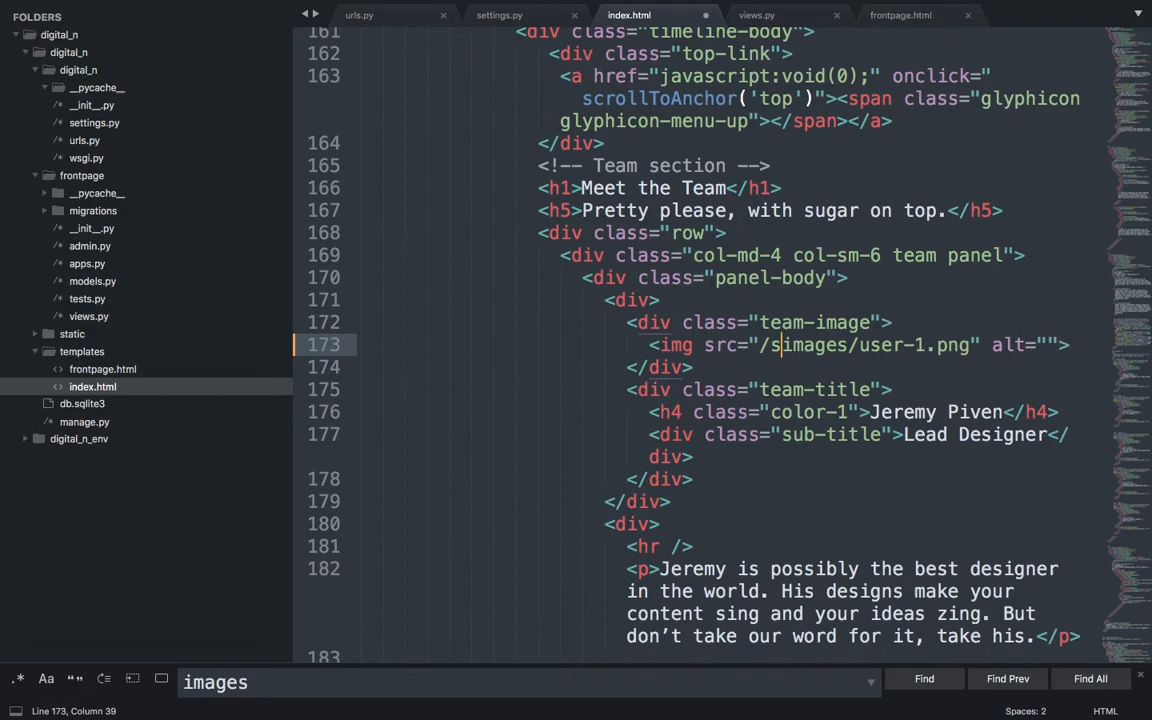 FOLDERS
digital_n
digital_n
digital_n
__pycache__
__init__.py
settings.py
urls.py
wsgi.py
frontpage
__pycache__
migrations
__init__.py
admin.py
apps.py
models.py
tests.py
views.py
static
templates
frontpage.html
index.html
db.sqlite3
manage.py
digital_n_env
urls.py
settings.py
index.html
views.py
frontpage.html
161 <div class="timeline-body">
162 <div class="top-link">
163 <a href="javascript:void(0);" onclick="
scrollToAnchor('top')"><span class="glyphicon
glyphicon-menu-up"></span></a>
164 </div>
165 <!-- Team section -->
166 <h1>Meet the Team</h1>
167 <h5>Pretty please, with sugar on top.</h5>
168 <div class="row">
169 <div class="col-md-4 col-sm-6 team panel">
170 <div class="panel-body">
171 <div>
172 <div class="team-image">
173 <img src="/simages/user-1.png" alt="">
174 </div>
175 <div class="team-title">
176 <h4 class="color-1">Jeremy Piven</h4>
177 <div class="sub-title">Lead Designer</
div>
178 </div>
179 </div>
180 <div>
181 <hr />
182 <p>Jeremy is possibly the best designer
in the world. His designs make your
content sing and your ideas zing. But
don’t take our word for it, take his.</p>
183
.* Aa “” images Find Find Prev Find All
Line 173, Column 39 Spaces: 2 HTML